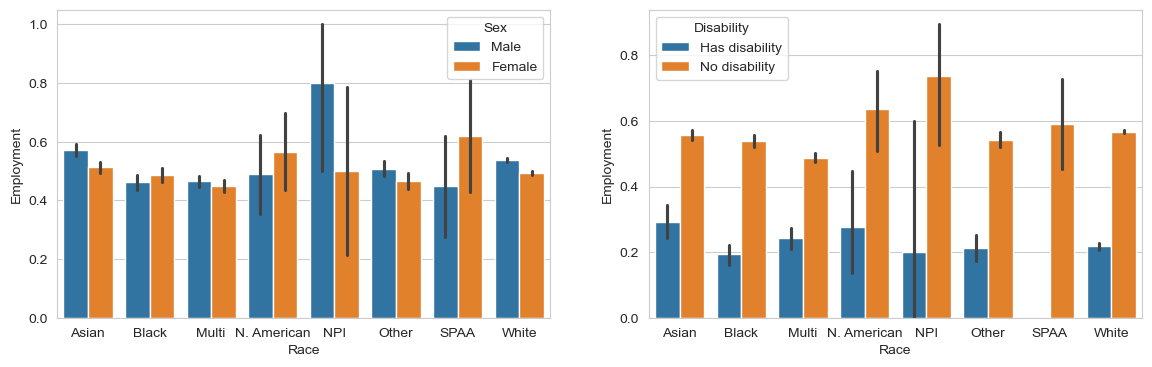 Sex
Male
Female
1.0
0.8
0.6
0.4
0.2
0.0
Employment
Asian Black Multi N. American NPI Other SPAA White
Race
Disability
Has disability
No disability
0.8
0.6
0.4
0.2
0.0
Employment
Asian Black Multi N. American NPI Other SPAA White
Race